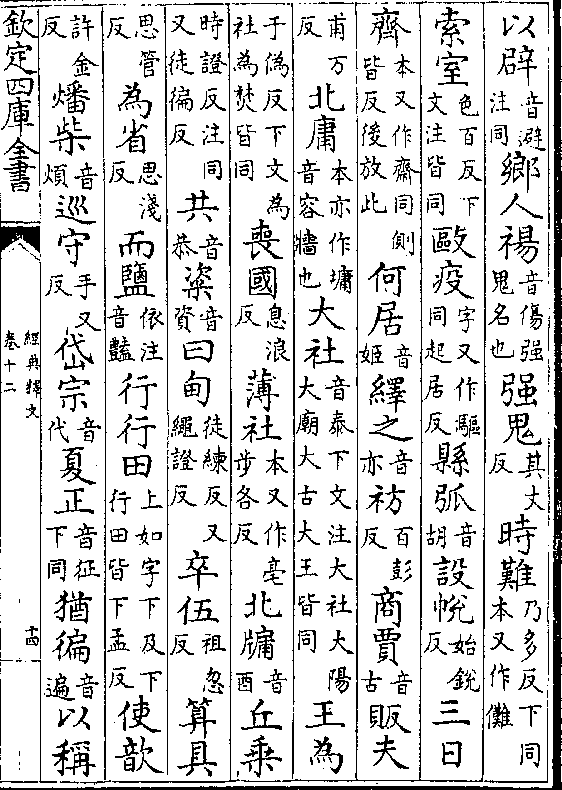 以辟音避注同鄉人禓音傷强鬼名也强鬼其丈反時難乃多反下同本又作儺
索室色百反下文注皆同毆疫字又作驅同起居反縣弧音胡設帨始銳反三日
齊本又作齋同側皆反後放此何居音姬繹之音亦祊百彭反商賈音古販夫
甫万反北庸本亦作墉音容牆也大社音泰下文注大社大陽大廟大古大王皆同王為
于偽反下文為社為焚皆同喪國息浪反薄社本又作亳步各反北牖音酉丘乘
時證反注同又徒徧反共音恭粢音資曰甸徒練反又繩證反卒伍祖忽反算具
思管反為省思淺反而鹽依注音豔行行田上如字下及下行田皆下孟反使歆
許金反燔柴音煩巡守手又反岱宗音代夏正音征下同猶徧音遍以稱
欽定四庫全書
經典釋文
卷十二
十四